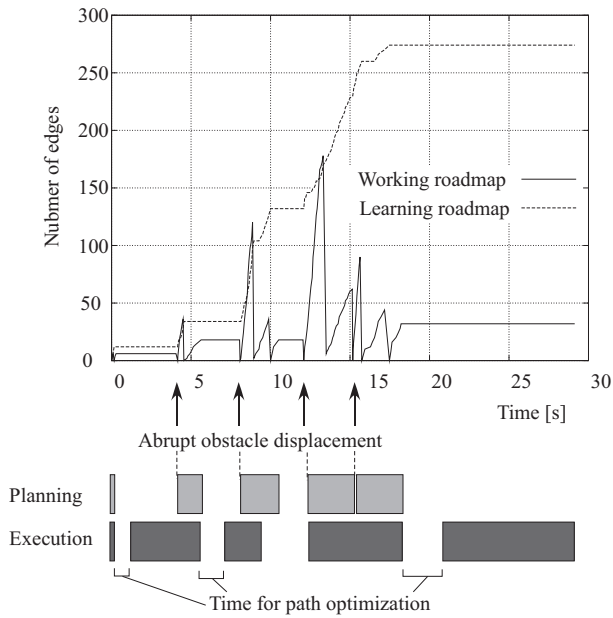 300
250
200
150
100
50
0
Nubmer of edges
Working roadmap
Learning roadmap
0 5 10 15 20 25 30
Time [s]
Abrupt obstacle displacement
Planning
Execution
Time for path optimization